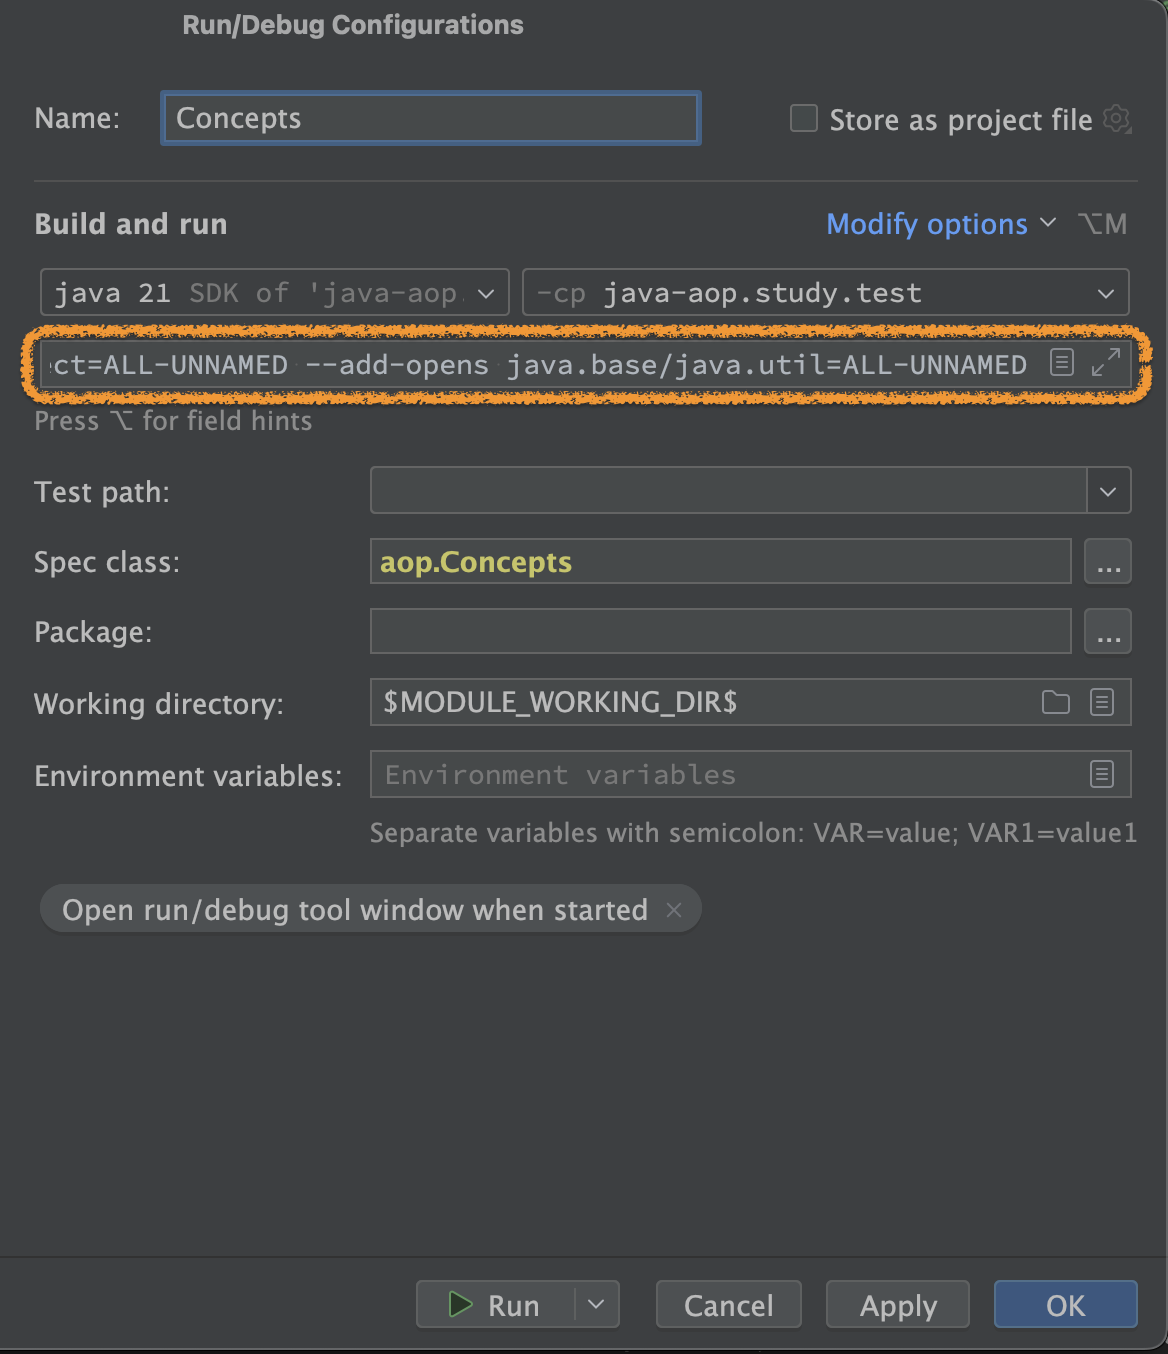 Run/Debug Configurations
Name: Concepts Store as project file
Build and run Modify options ⌥M
java 21 SDK of 'java-aop. -cp java-aop.study.test
ct=ALL-UNNAMED --add-opens java.base/java.util=ALL-UNNAMED
Press ⌥ for field hints
Test path:
Spec class: aop.Concepts ...
Package: ...
Working directory: $MODULE_WORKING_DIR$
Environment variables: Environment variables
Separate variables with semicolon: VAR=value; VAR1=value1
Open run/debug tool window when started ×
Run Cancel Apply OK